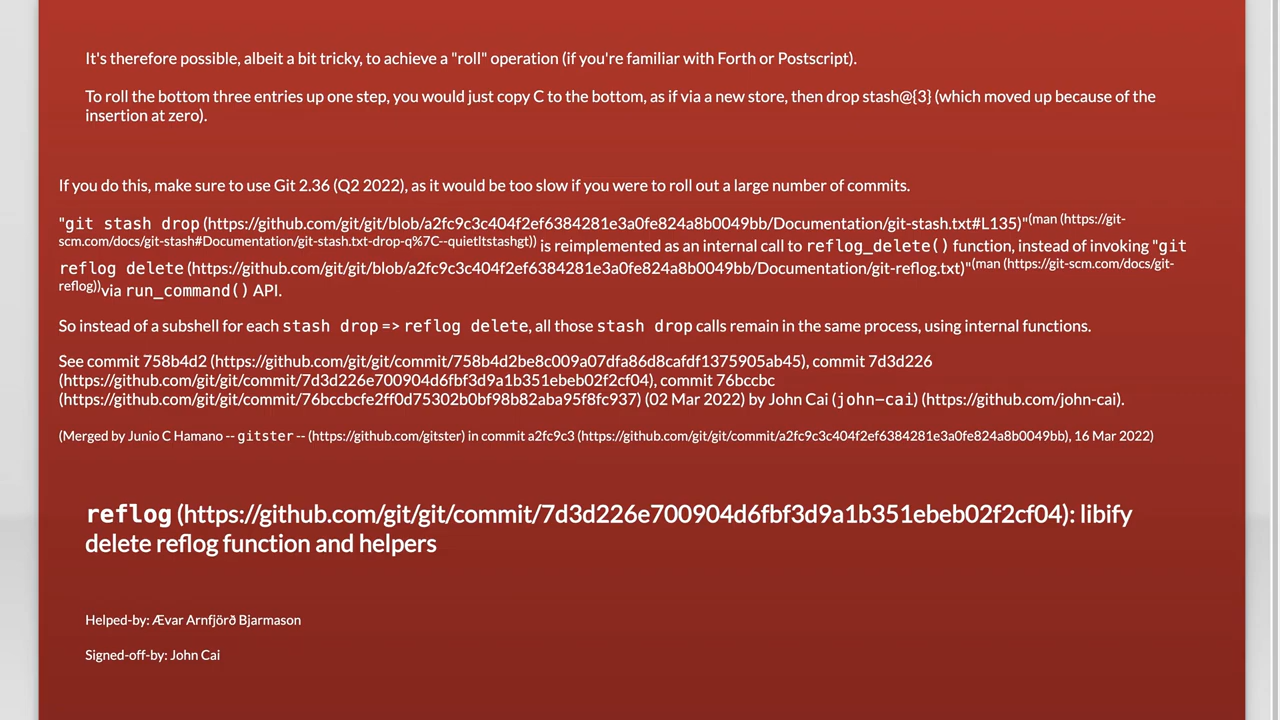 It's therefore possible, albeit a bit tricky, to achieve a "roll" operation (if you're familiar with Forth or Postscript).
To roll the bottom three entries up one step, you would just copy C to the bottom, as if via a new store, then drop stash@{3} (which moved up because of the
insertion at zero).
If you do this, make sure to use Git 2.36 (Q2 2022), as it would be too slow if you were to roll out a large number of commits.
"git stash drop (https://github.com/git/git/blob/a2fc9c3c404f2ef6384281e3a0fe824a8b0049bb/Documentation/git-stash.txt#L135)"(man (https://git-
scm.com/docs/git-stash#Documentation/git-stash.txt-drop-q%7C--quietltstashgt)) is reimplemented as an internal call to reflog_delete() function, instead of invoking "git
reflog delete (https://github.com/git/git/blob/a2fc9c3c404f2ef6384281e3a0fe824a8b0049bb/Documentation/git-reflog.txt)"(man (https://git-scm.com/docs/git-
reflog))via run_command() API.
So instead of a subshell for each stash drop => reflog delete, all those stash drop calls remain in the same process, using internal functions.
See commit 758b4d2 (https://github.com/git/git/commit/758b4d2be8c009a07dfa86d8cafdf1375905ab45), commit 7d3d226
(https://github.com/git/git/commit/7d3d226e700904d6fbf3d9a1b351ebeb02f2cf04), commit 76bccbc
(https://github.com/git/git/commit/76bccbcfe2ff0d75302b0bf98b82aba95f8fc937) (02 Mar 2022) by John Cai (john-cai) (https://github.com/john-cai).
(Merged by Junio C Hamano -- gitster -- (https://github.com/gitster) in commit a2fc9c3 (https://github.com/git/git/commit/a2fc9c3c404f2ef6384281e3a0fe824a8b0049bb), 16 Mar 2022)
reflog (https://github.com/git/git/commit/7d3d226e700904d6fbf3d9a1b351ebeb02f2cf04): libify
delete reflog function and helpers
Helped-by: Ævar Arnfjörð Bjarmason
Signed-off-by: John Cai